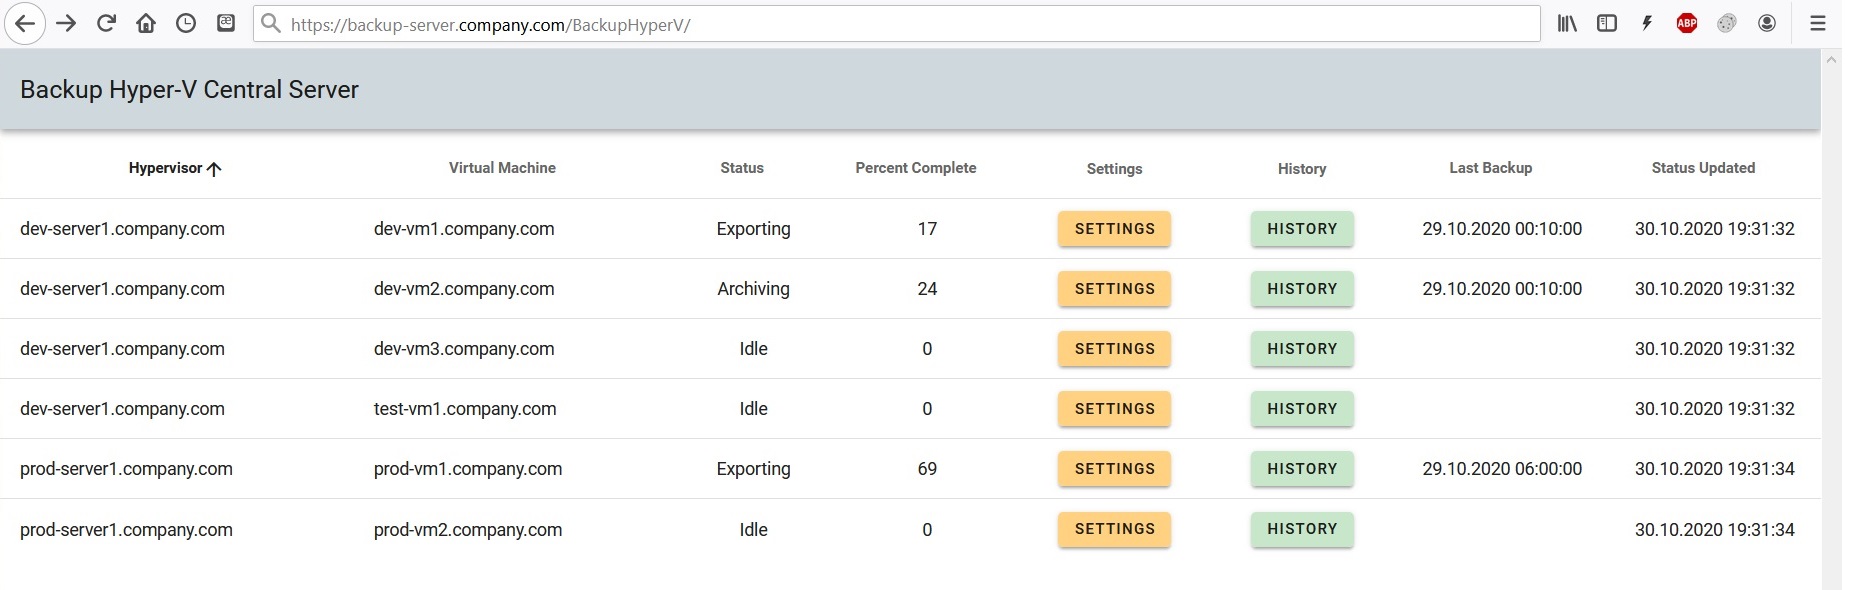 https://backup-server.company.com/BackupHyperV/
ABP
Backup Hyper-V Central Server
Hypervisor Virtual Machine Status Percent Complete Settings History Last Backup Status Updated
dev-server1.company.com dev-vm1.company.com Exporting 17 SETTINGS HISTORY 29.10.2020 00:10:00 30.10.2020 19:31:32
dev-server1.company.com dev-vm2.company.com Archiving 24 SETTINGS HISTORY 29.10.2020 00:10:00 30.10.2020 19:31:32
dev-server1.company.com dev-vm3.company.com Idle 0 SETTINGS HISTORY 30.10.2020 19:31:32
dev-server1.company.com test-vm1.company.com Idle 0 SETTINGS HISTORY 30.10.2020 19:31:32
prod-server1.company.com prod-vm1.company.com Exporting 69 SETTINGS HISTORY 29.10.2020 06:00:00 30.10.2020 19:31:34
prod-server1.company.com prod-vm2.company.com Idle 0 SETTINGS HISTORY 30.10.2020 19:31:34